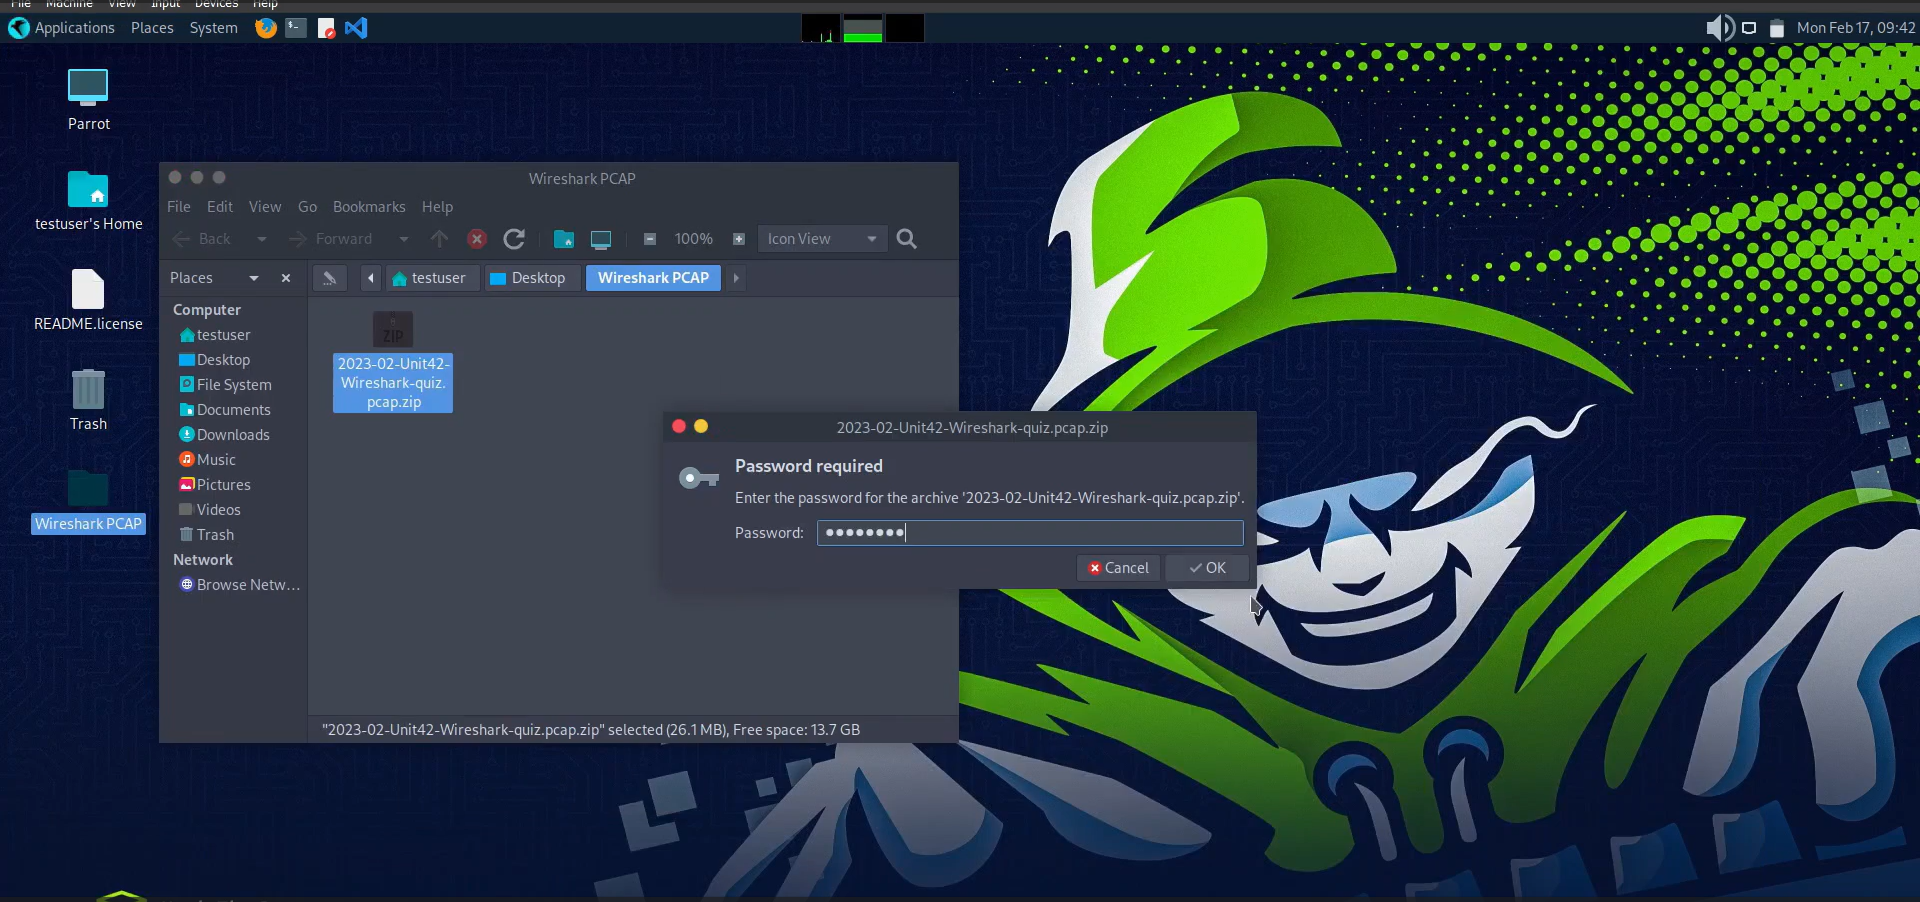 File Machine View Input Devices Help
Applications Places System
Mon Feb 17, 09:42
Parrot
testuser's Home
README.license
Trash
Wireshark PCAP
Wireshark PCAP
File Edit View Go Bookmarks Help
Back Forward 100% Icon View
Places testuser Desktop Wireshark PCAP
Computer
testuser
Desktop
File System
Documents
Downloads
Music
Pictures
Videos
Trash
Network
Browse Netw...
ZIP
2023-02-Unit42-
Wireshark-quiz.
pcap.zip
"2023-02-Unit42-Wireshark-quiz.pcap.zip" selected (26.1 MB), Free space: 13.7 GB
2023-02-Unit42-Wireshark-quiz.pcap.zip
Password required
Enter the password for the archive '2023-02-Unit42-Wireshark-quiz.pcap.zip'.
Password: ••••••••
Cancel OK